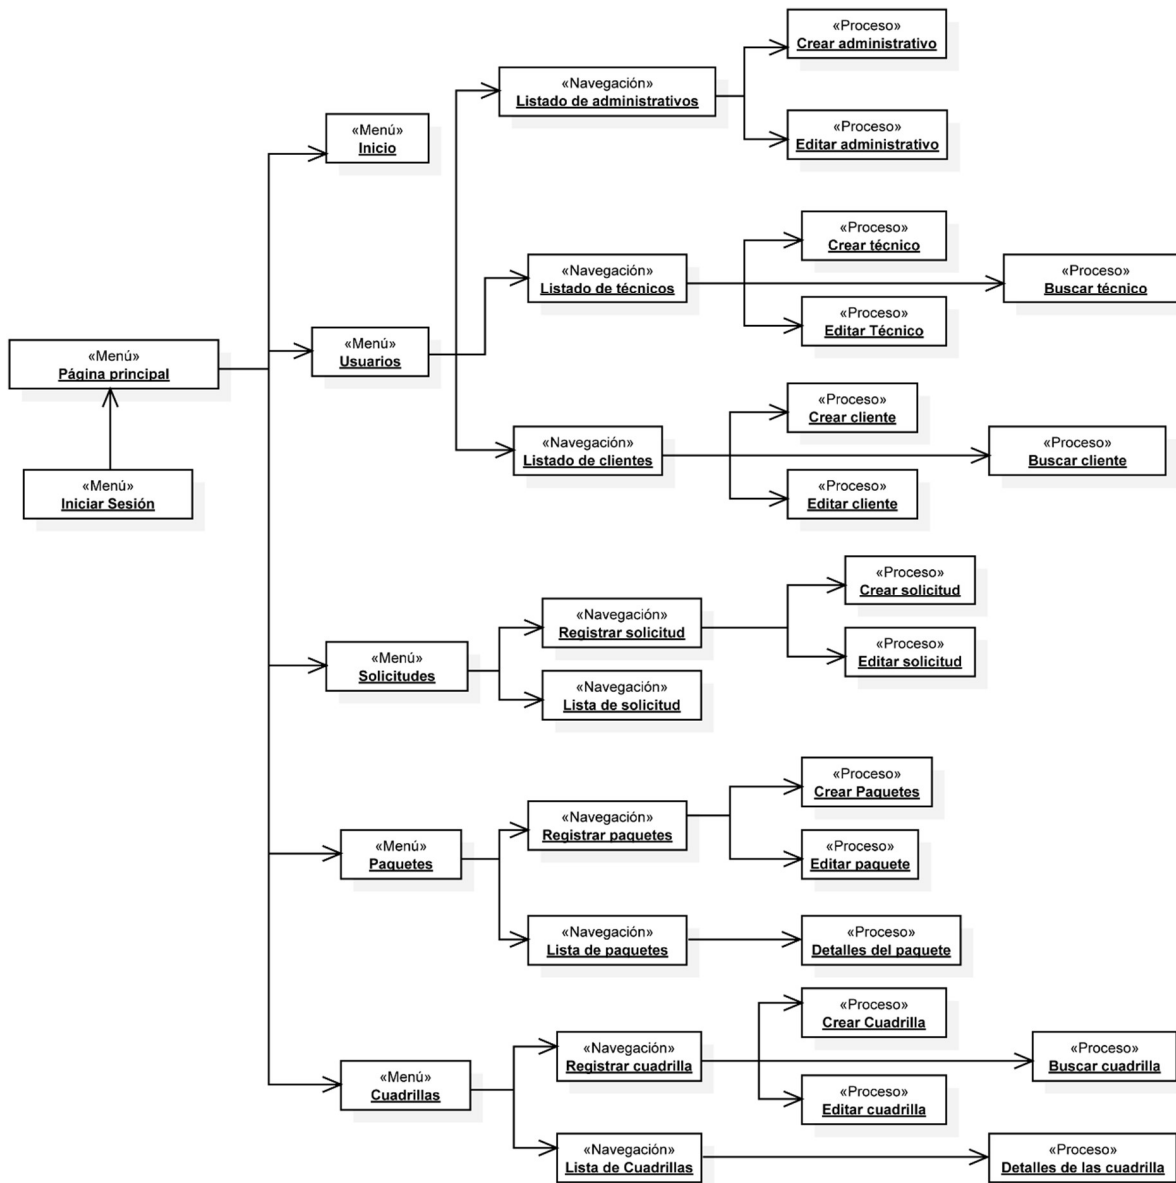 «Proceso»
Crear administrativo
«Navegación»
Listado de administrativos
«Menú»
Inicio
«Proceso»
Editar administrativo
«Proceso»
Crear técnico
«Navegación»
Listado de técnicos
«Proceso»
Buscar técnico
«Proceso»
Editar Técnico
«Menú»
Usuarios
«Menú»
Página principal
«Proceso»
Crear cliente
«Navegación»
Listado de clientes
«Proceso»
Buscar cliente
«Menú»
Iniciar Sesión
«Proceso»
Editar cliente
«Proceso»
Crear solicitud
«Navegación»
Registrar solicitud
«Proceso»
Editar solicitud
«Menú»
Solicitudes
«Navegación»
Lista de solicitud
«Proceso»
Crear Paquetes
«Navegación»
Registrar paquetes
«Menú»
Paquetes
«Proceso»
Editar paquete
«Navegación»
Lista de paquetes
«Proceso»
Detalles del paquete
«Proceso»
Crear Cuadrilla
«Navegación»
Registrar cuadrilla
«Proceso»
Buscar cuadrilla
«Menú»
Cuadrillas
«Proceso»
Editar cuadrilla
«Navegación»
Lista de Cuadrillas
«Proceso»
Detalles de las cuadrilla